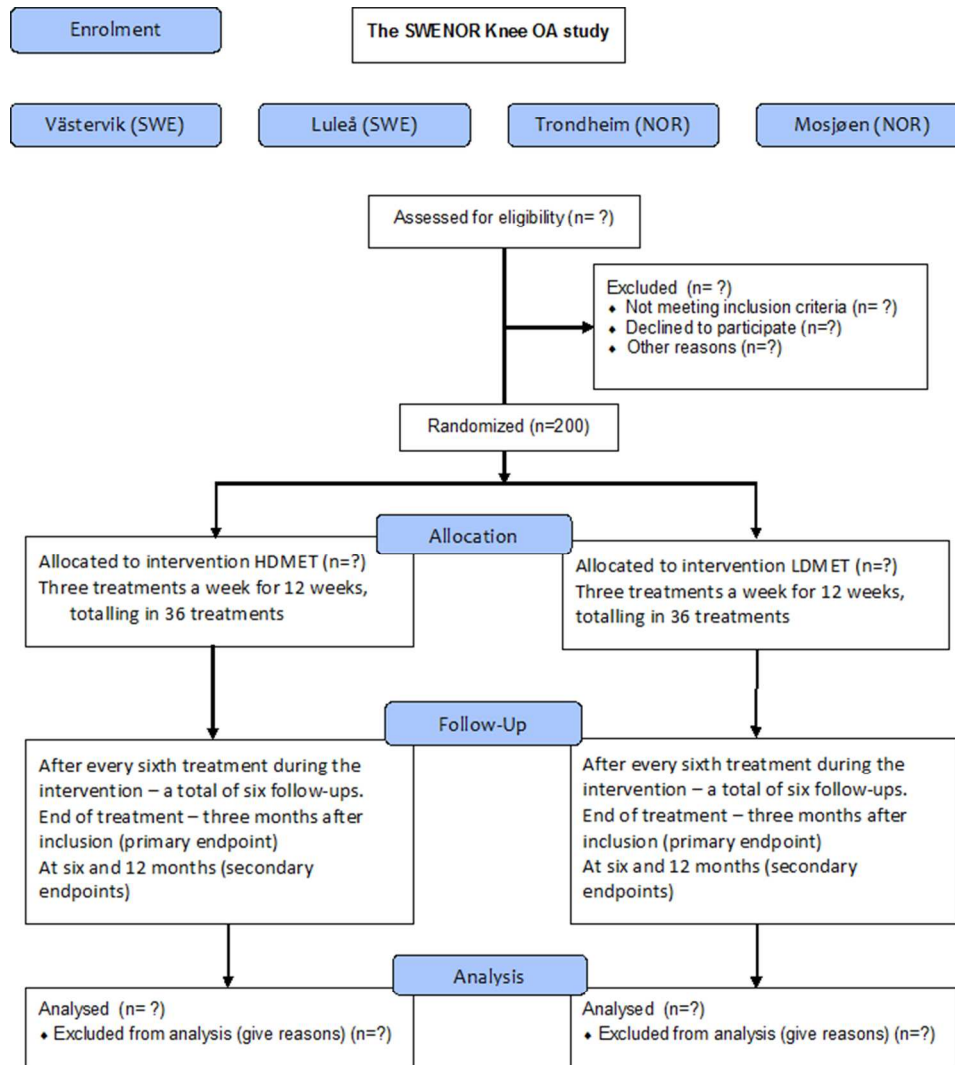 Enrolment
The SWENOR Knee OA study
Västervik (SWE)
Luleå (SWE)
Trondheim (NOR)
Mosjøen (NOR)
Assessed for eligibility (n= ?)
Excluded (n= ?)
⬧ Not meeting inclusion criteria (n= ?)
⬧ Declined to participate (n=?)
⬧ Other reasons (n=?)
Randomized (n=200)
Allocation
Allocated to intervention HDMET (n=?)
Three treatments a week for 12 weeks,
totalling in 36 treatments
Allocated to intervention LDMET (n=?)
Three treatments a week for 12 weeks,
totalling in 36 treatments
Follow-Up
After every sixth treatment during the
intervention – a total of six follow-ups.
End of treatment – three months after
inclusion (primary endpoint)
At six and 12 months (secondary
endpoints)
After every sixth treatment during the
intervention – a total of six follow-ups.
End of treatment – three months after
inclusion (primary endpoint)
At six and 12 months (secondary
endpoints)
Analysis
Analysed (n= ?)
⬧ Excluded from analysis (give reasons) (n=?)
Analysed (n=?)
⬧ Excluded from analysis (give reasons) (n=?)